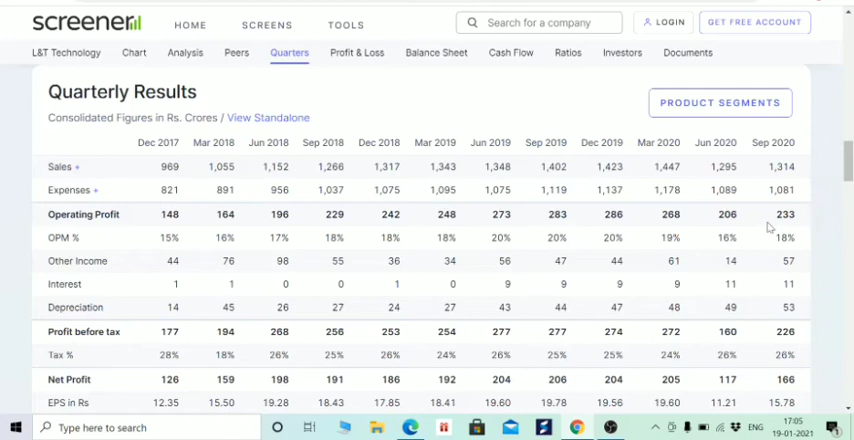 screener HOME SCREENS TOOLS Search for a company LOGIN GET FREE ACCOUNT
L&T Technology Chart Analysis Peers Quarters Profit & Loss Balance Sheet Cash Flow Ratios Investors Documents
Quarterly Results
PRODUCT SEGMENTS
Consolidated Figures in Rs. Crores / View Standalone
Dec 2017 Mar 2018 Jun 2018 Sep 2018 Dec 2018 Mar 2019 Jun 2019 Sep 2019 Dec 2019 Mar 2020 Jun 2020 Sep 2020
Sales + 969 1,055 1,152 1,266 1,317 1,343 1,348 1,402 1,423 1,447 1,295 1,314
Expenses + 821 891 956 1,037 1,075 1,095 1,075 1,119 1,137 1,178 1,089 1,081
Operating Profit 148 164 196 229 242 248 273 283 286 268 206 233
OPM % 15% 16% 17% 18% 18% 18% 20% 20% 20% 19% 16% 18%
Other Income 44 76 98 55 36 34 56 47 44 61 14 57
Interest 1 1 0 0 1 0 9 9 9 9 11 11
Depreciation 14 45 26 27 24 27 43 44 47 48 49 53
Profit before tax 177 194 268 256 253 254 277 277 274 272 160 226
Tax % 28% 18% 26% 25% 26% 24% 26% 25% 25% 24% 26% 26%
Net Profit 126 159 198 191 186 192 204 206 204 205 117 166
EPS in Rs 12.35 15.50 19.28 18.43 17.85 18.41 19.60 19.78 19.56 19.60 11.21 15.78
Type here to search ENG 17:05
19-01-2021